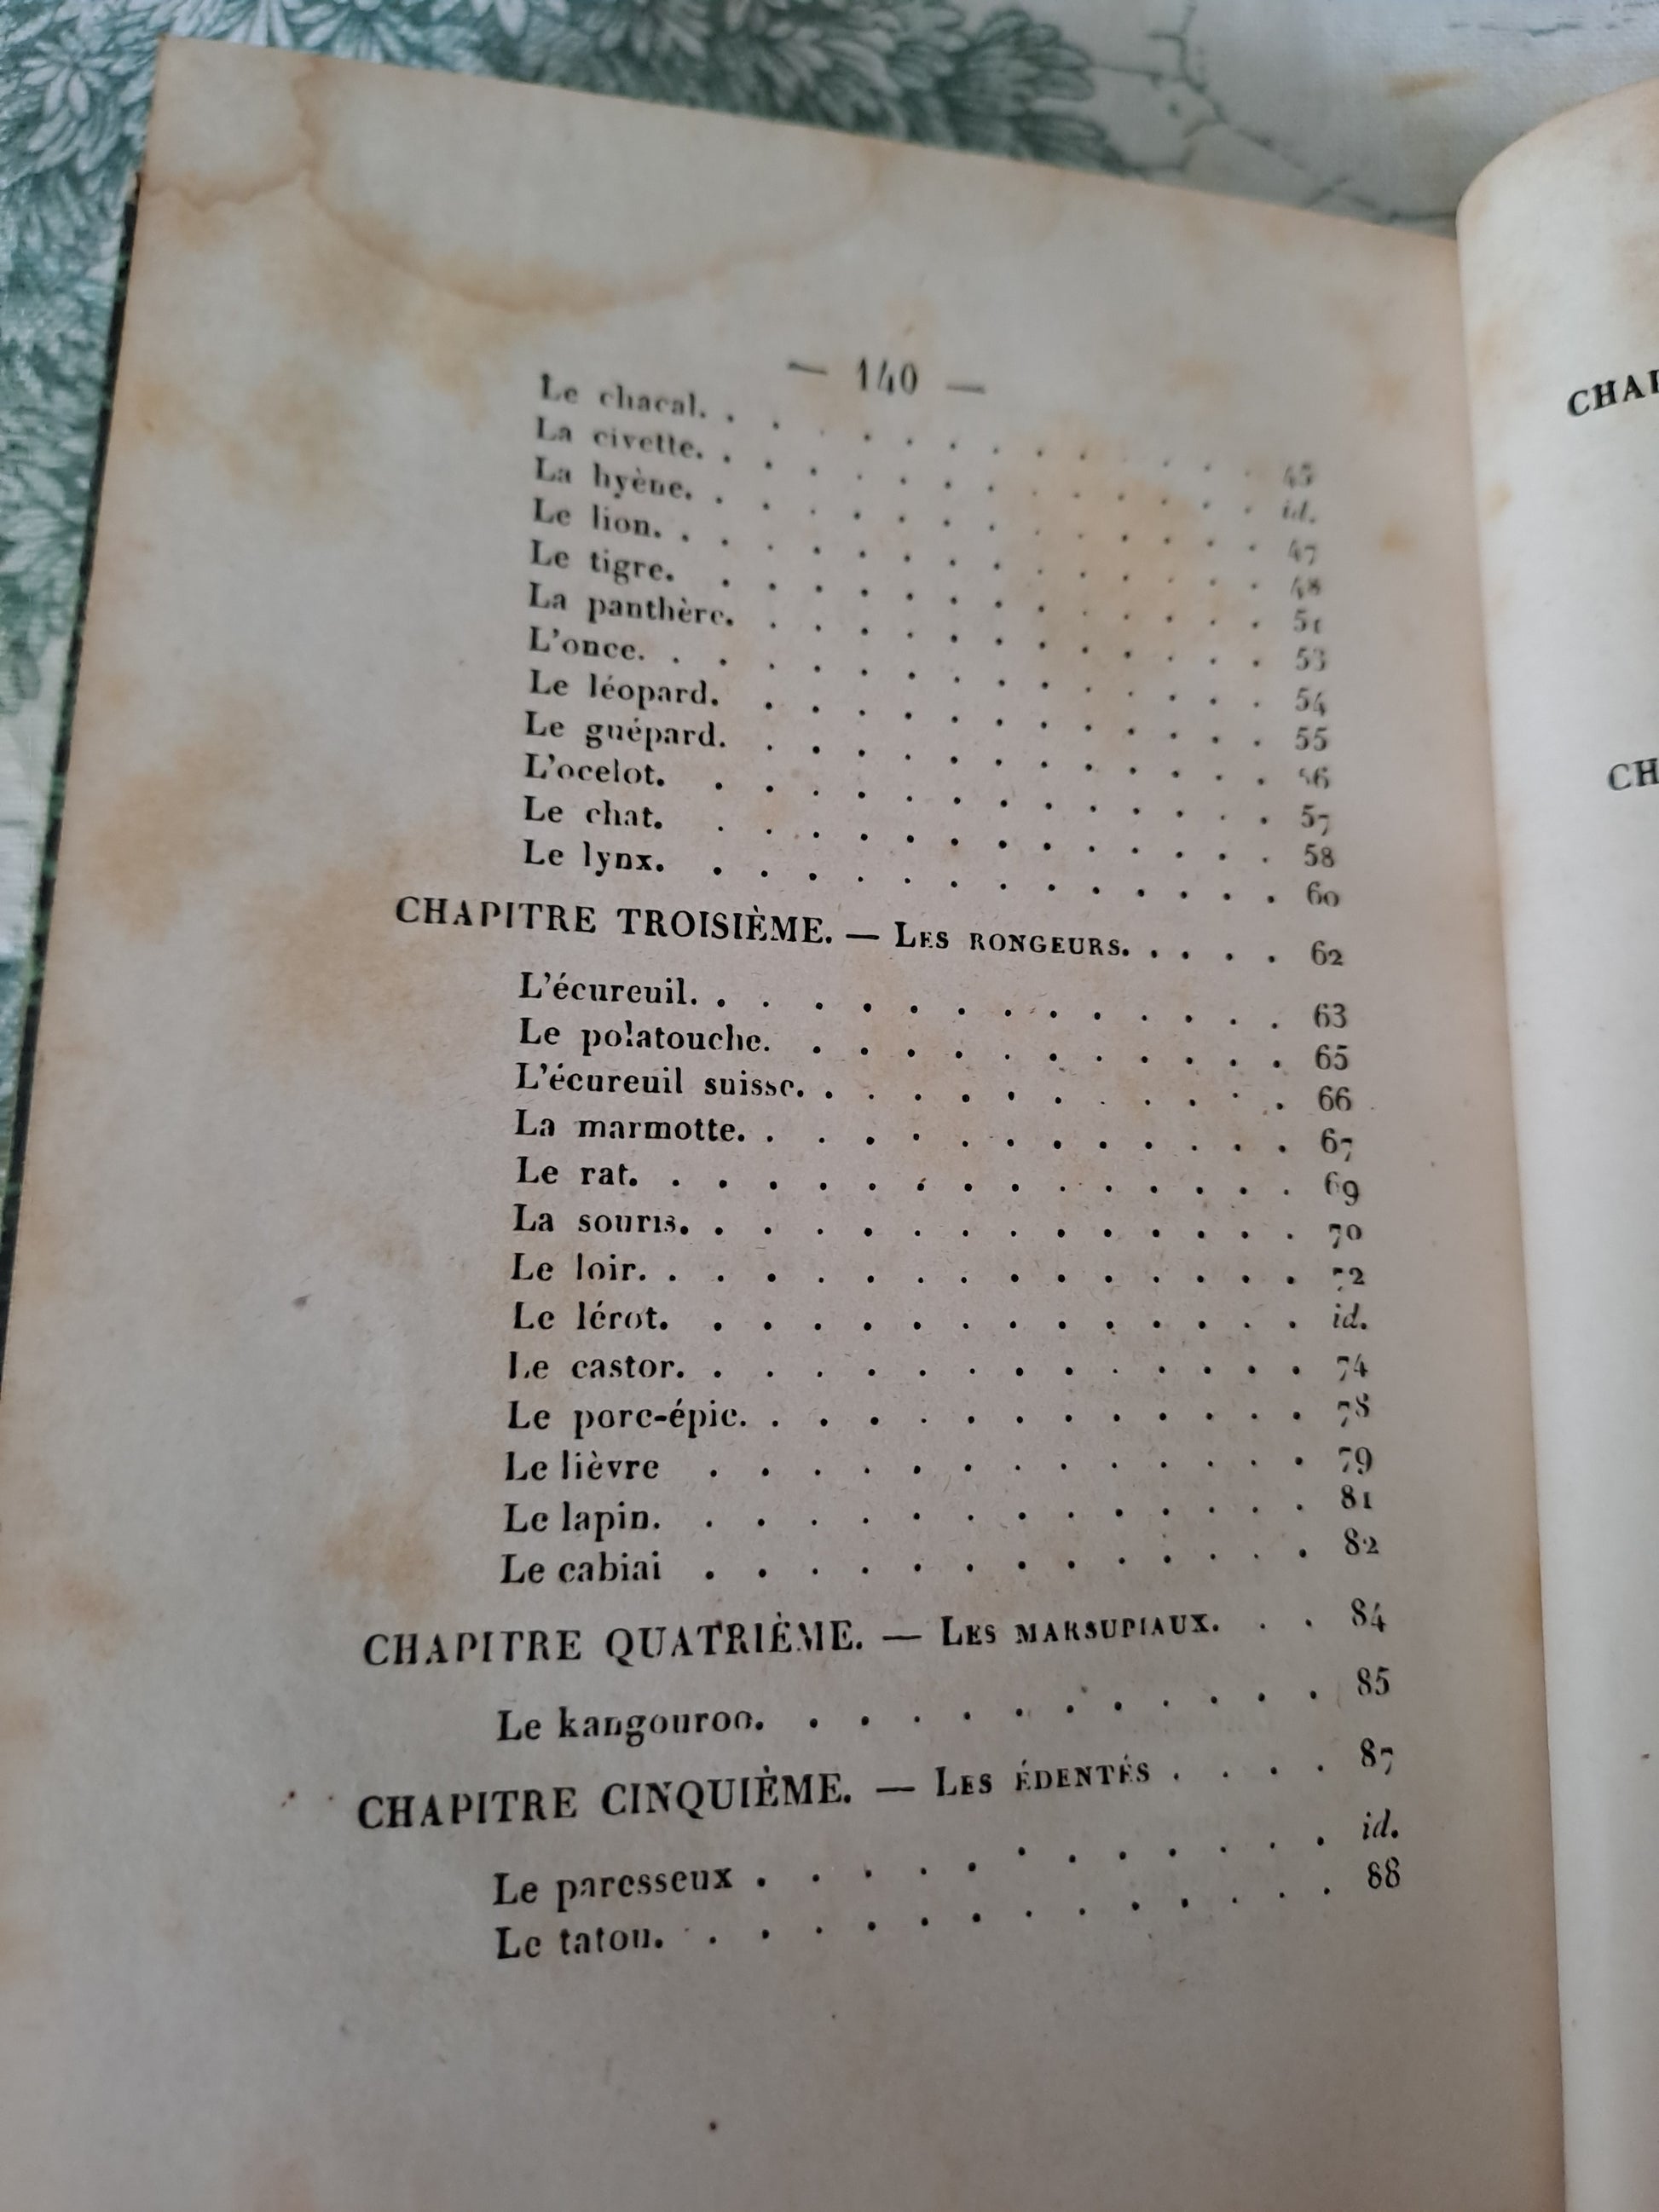 — 140 —
Le chacal. . . . . . . . . . . . . . 45
La civette. . . . . . . . . . . . . . id.
La hyène. . . . . . . . . . . . . . 47
Le lion. . . . . . . . . . . . . . . 48
Le tigre. . . . . . . . . . . . . . 51
La panthère. . . . . . . . . . . . . 53
L'once. . . . . . . . . . . . . . . 54
Le léopard. . . . . . . . . . . . . 55
Le guépard. . . . . . . . . . . . . 56
L'ocelot. . . . . . . . . . . . . . 57
Le chat. . . . . . . . . . . . . . 58
Le lynx. . . . . . . . . . . . . . 60
CHAPITRE TROISIÈME. — Les rongeurs. . . . . 62
L'écureuil. . . . . . . . . . . . . . 63
Le polatouche. . . . . . . . . . . . 65
L'écureuil suisse. . . . . . . . . . . . 66
La marmotte. . . . . . . . . . . . . 67
Le rat. . . . . . . . . . . . . . . 69
La souris. . . . . . . . . . . . . . 70
Le loir. . . . . . . . . . . . . . . 72
Le lérot. . . . . . . . . . . . . . id.
Le castor. . . . . . . . . . . . . . 74
Le porc-épic. . . . . . . . . . . . . 78
Le lièvre . . . . . . . . . . . . . 79
Le lapin. . . . . . . . . . . . . . 81
Le cabiai . . . . . . . . . . . . . 82
CHAPITRE QUATRIÈME. — Les marsupiaux. . . 84
Le kangouroo. . . . . . . . . . . . 85
CHAPITRE CINQUIÈME. — Les édentés . . . . 87
Le paresseux . . . . . . . . . . . . id.
Le tatou. . . . . . . . . . . . . . 88